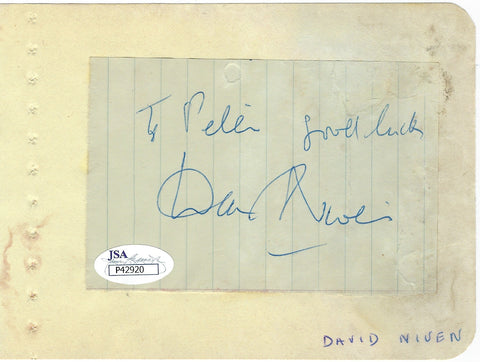 To Peter good luck
David Niven
JSA
P42920
DAVID NIVEN